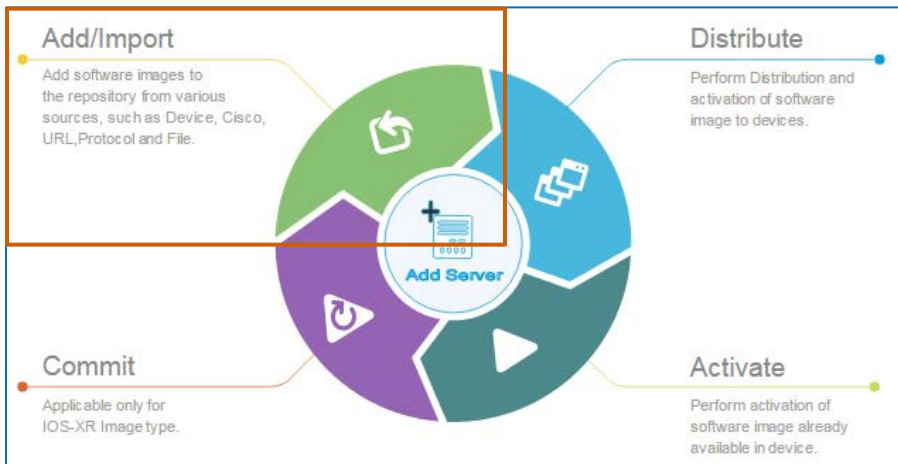 Add/Import
Add software images to
the repository from various
sources, such as Device, Cisco,
URL,Protocol and File.
Distribute
Perform Distribution and
activation of software
image to devices.
Add Server
Commit
Applicable only for
IOS-XR Image type.
Activate
Perform activation of
software image already
available in device.